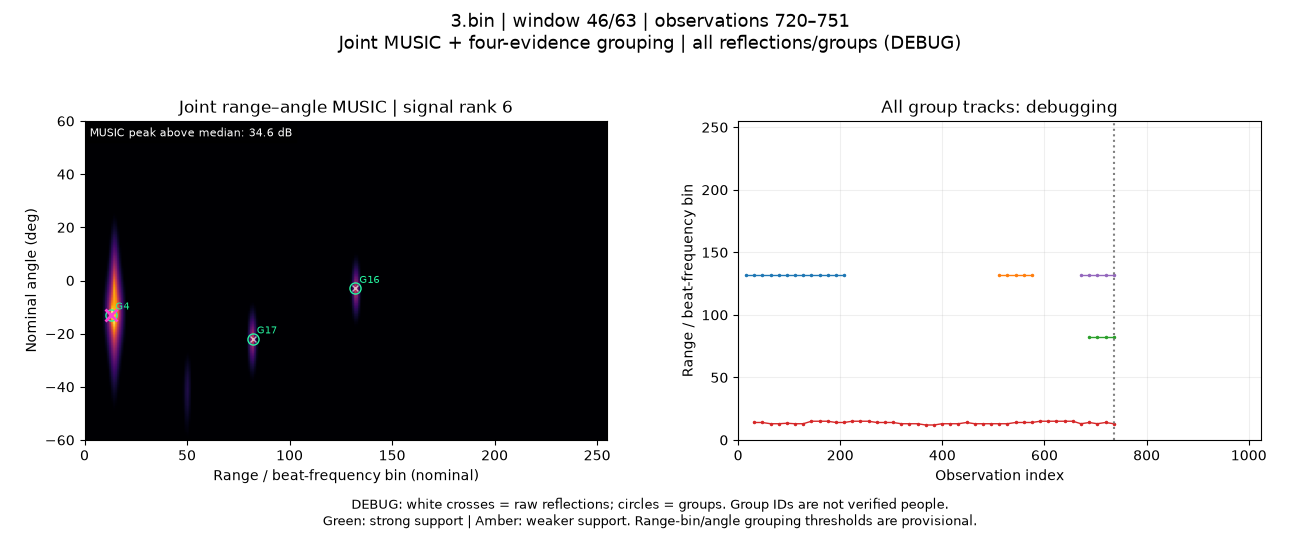 3.bin | window 46/63 | observations 720–751
Joint MUSIC + four-evidence grouping | all reflections/groups (DEBUG)
Joint range–angle MUSIC | signal rank 6
MUSIC peak above median: 34.6 dB
60
40
20
0
−20
−40
−60
Nominal angle (deg)
G4
G17
G16
0
50
100
150
200
250
Range / beat-frequency bin (nominal)
All group tracks: debugging
250
200
150
100
50
0
Range / beat-frequency bin
0
200
400
600
800
1000
Observation index
DEBUG: white crosses = raw reflections; circles = groups. Group IDs are not verified people.
Green: strong support | Amber: weaker support. Range-bin/angle grouping thresholds are provisional.